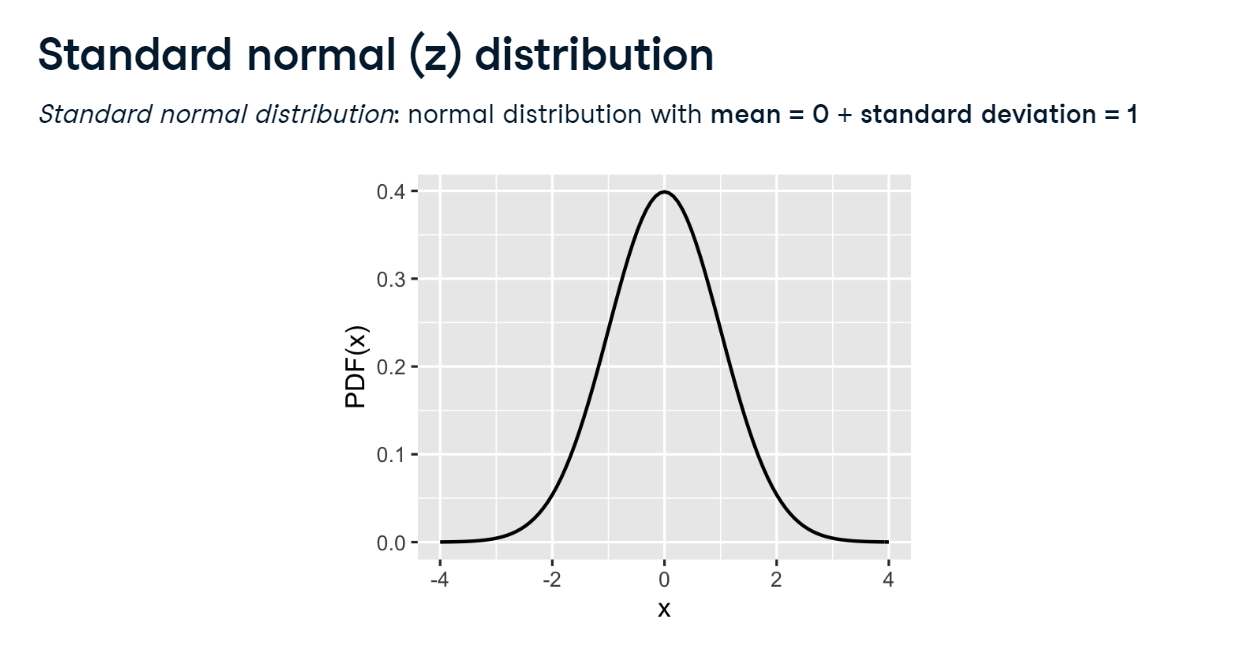 Standard normal (z) distribution
Standard normal distribution: normal distribution with mean = 0 + standard deviation = 1
0.4
0.3
0.2
0.1
0.0
PDF(x)
-4 -2 0 2 4
x